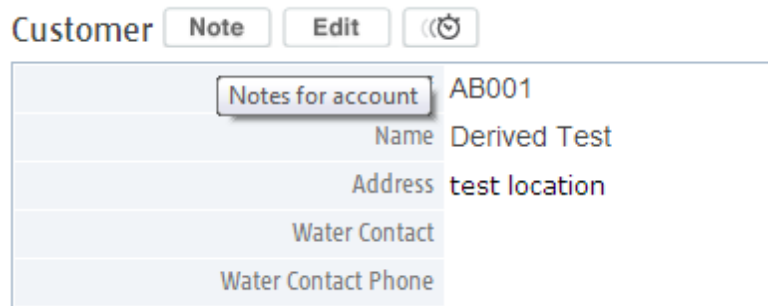 Customer Note Edit
Notes for account AB001
Name Derived Test
Address test location
Water Contact
Water Contact Phone